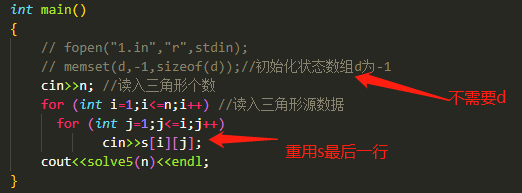 int main()
{
// fopen("1.in","r",stdin);
// memset(d,-1,sizeof(d));//初始化状态数组d为-1
cin>>n; //读入三角形个数
不需要d
for (int i=1;i<=n;i++) //读入三角形源数据
for (int j=1;j<=i;j++)
cin>>s[i][j];
重用s最后一行
cout<<solve5(n)<<endl;
}